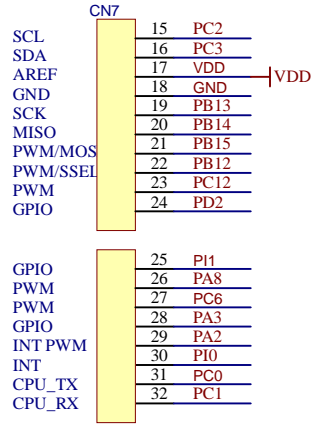 CN7
SCL 15 PC2
SDA 16 PC3
AREF 17 VDD VDD
GND 18 GND
SCK 19 PB13
MISO 20 PB14
PWM/MOS 21 PB15
PWM/SSEL 22 PB12
PWM 23 PC12
GPIO 24 PD2
GPIO 25 PI1
PWM 26 PA8
PWM 27 PC6
GPIO 28 PA3
INT PWM 29 PA2
INT 30 PI0
CPU_TX 31 PC0
CPU_RX 32 PC1